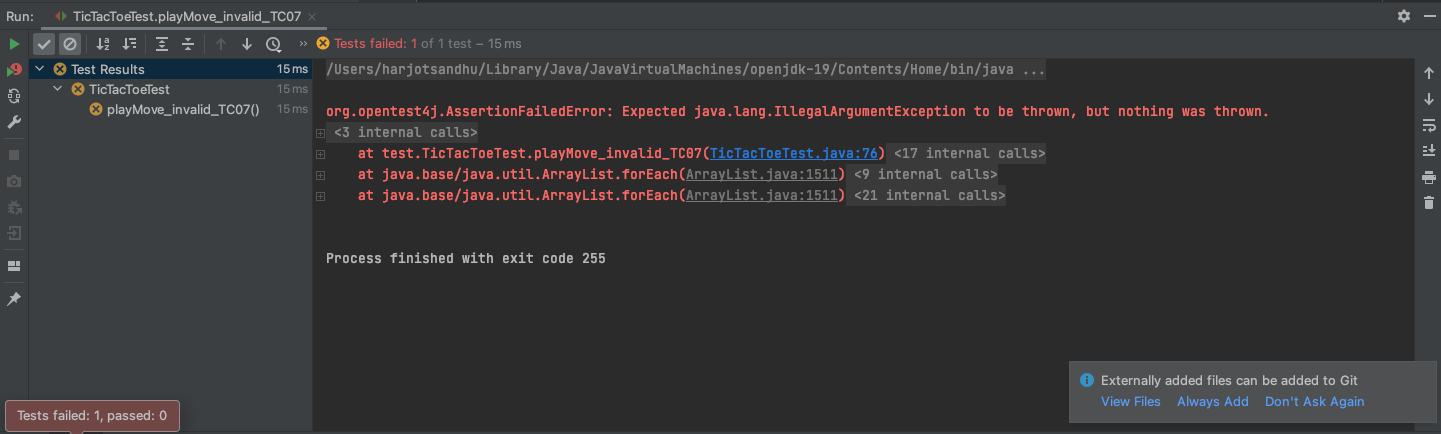 Run: TicTacToeTest.playMove_invalid_TC07 ×
» Tests failed: 1 of 1 test – 15 ms
Test Results 15 ms
TicTacToeTest 15 ms
playMove_invalid_TC07() 15 ms
/Users/harjotsandhu/Library/Java/JavaVirtualMachines/openjdk-19/Contents/Home/bin/java ...
org.opentest4j.AssertionFailedError: Expected java.lang.IllegalArgumentException to be thrown, but nothing was thrown.
<3 internal calls>
at test.TicTacToeTest.playMove_invalid_TC07(TicTacToeTest.java:76) <17 internal calls>
at java.base/java.util.ArrayList.forEach(ArrayList.java:1511) <9 internal calls>
at java.base/java.util.ArrayList.forEach(ArrayList.java:1511) <21 internal calls>
Process finished with exit code 255
Externally added files can be added to Git
View Files Always Add Don't Ask Again
Tests failed: 1, passed: 0